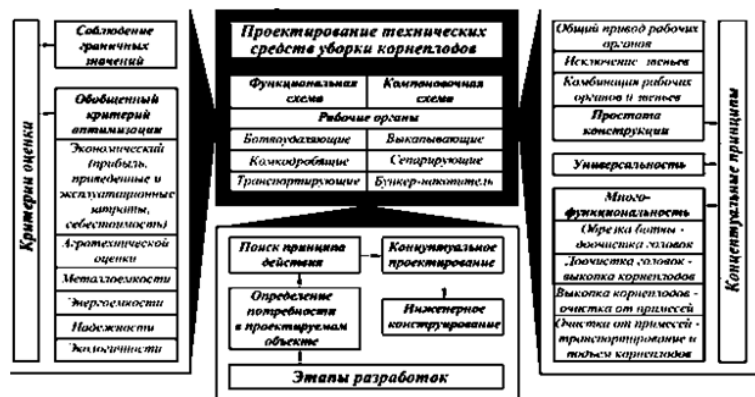 Критерии оценки
Соблюдение
граничных
значений
Обобщенный
критерий
оптимизации
Экономический
(прибыль,
приведенные и
эксплуатационные
затраты,
себестоимость)
Агротехнической
оценки
Металлоемкости
Энергоемкости
Надежности
Экологичности
Проектирование технических
средств уборки корнеплодов
Функциональная
схема
Компоновочная
схема
Рабочие органы
Ботвоудаляющие
Выкапывающие
Комкодробящие
Сепарирующие
Транспортирующие
Бункер-накопитель
Поиск принципа
действия
Концептуальное
проектирование
Определение
потребности
в проектируемам
объекте
Инженерное
конструирование
Этапы разработок
Общий привод рабочих
органов
Исключение звеньев
Комбинация рабочих
органов и звеньев
Простата
конструкции
Универсальность
Много-
функциональность
Обрезка ботвы -
доочистка головок
Доочистка головок -
выкопка корнеплодов
Выкопка корнеплодов -
очистка от примесей
Очистка от примесей -
транспортирование и
подъем корнеплодов
Концептуальные принципы